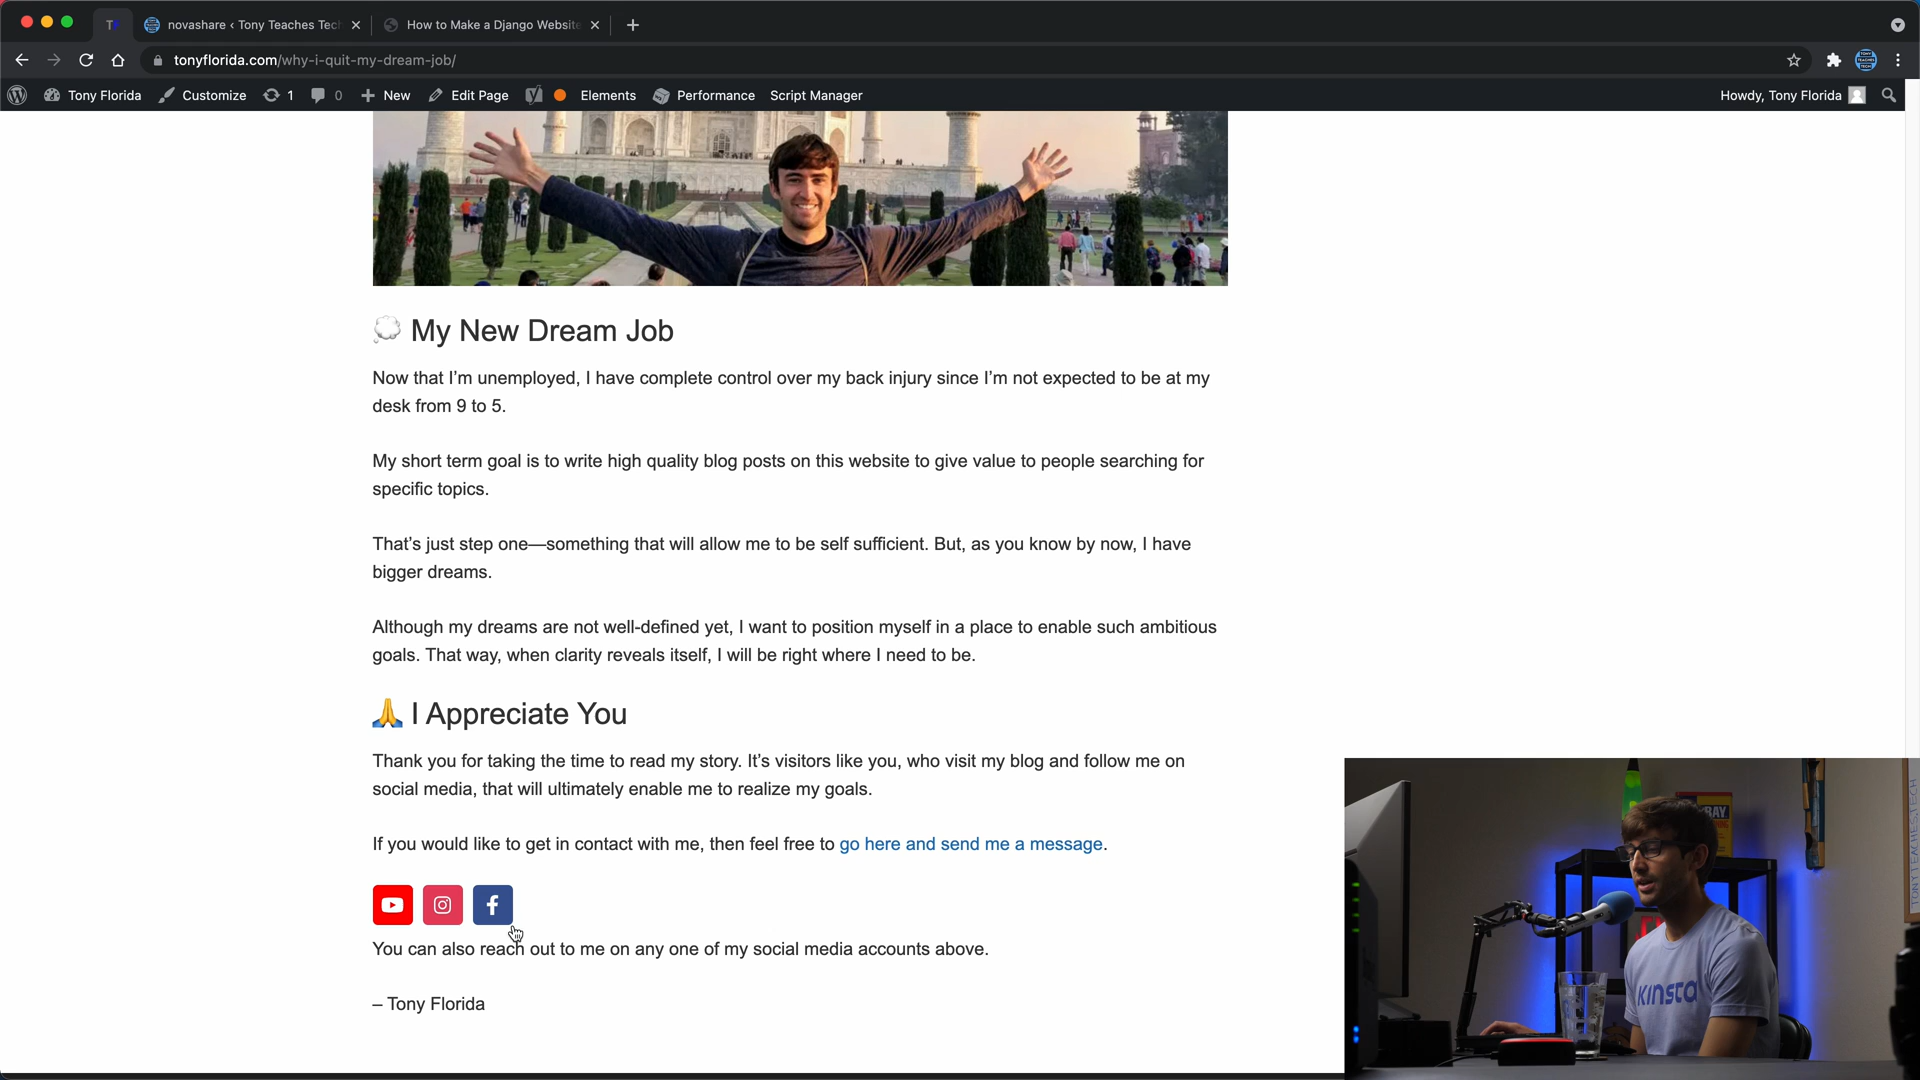 novashare ‹ Tony Teaches Tec
How to Make a Django Website
tonyflorida.com/why-i-quit-my-dream-job/
Tony Florida
Customize
1
0
New
Edit Page
Elements
Performance
Script Manager
Howdy, Tony Florida
My New Dream Job
Now that I’m unemployed, I have complete control over my back injury since I’m not expected to be at my
desk from 9 to 5.
My short term goal is to write high quality blog posts on this website to give value to people searching for
specific topics.
That’s just step one—something that will allow me to be self sufficient. But, as you know by now, I have
bigger dreams.
Although my dreams are not well-defined yet, I want to position myself in a place to enable such ambitious
goals. That way, when clarity reveals itself, I will be right where I need to be.
I Appreciate You
Thank you for taking the time to read my story. It’s visitors like you, who visit my blog and follow me on
social media, that will ultimately enable me to realize my goals.
If you would like to get in contact with me, then feel free to go here and send me a message.
You can also reach out to me on any one of my social media accounts above.
– Tony Florida
BAY
TONY TEACHES TECH
KINSTA